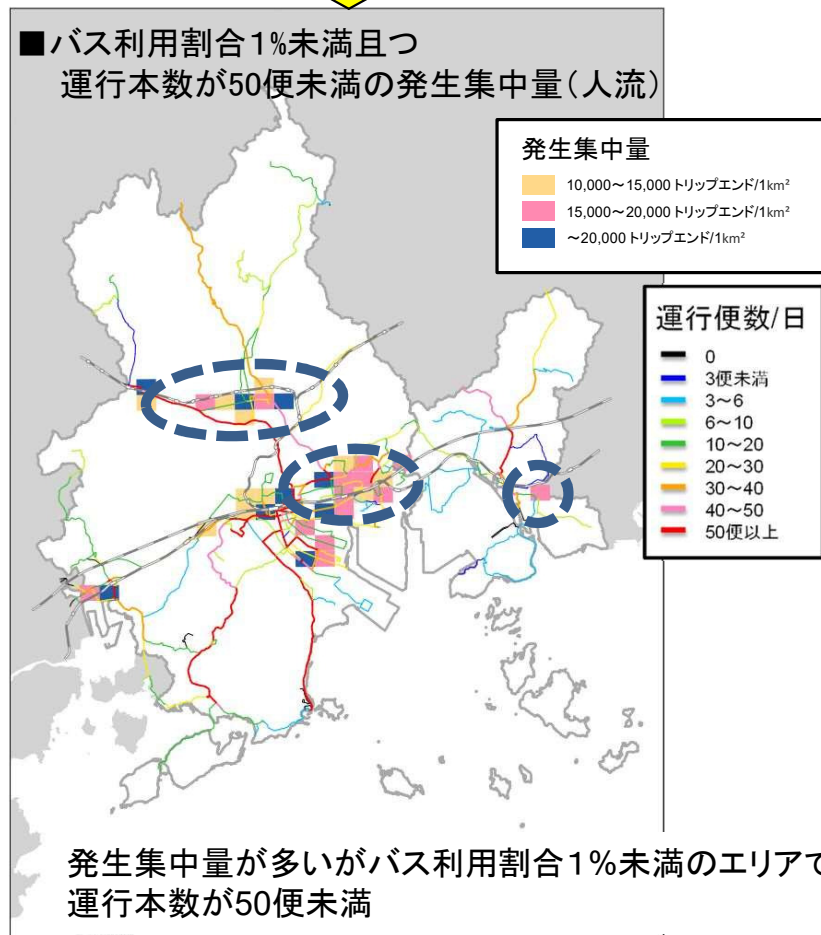 ■バス利用割合1%未満且つ
運行本数が50便未満の発生集中量(人流)
発生集中量
10,000～15,000 トリップエンド/1km²
15,000～20,000 トリップエンド/1km²
～20,000 トリップエンド/1km²
運行便数/日
0
3便未満
3～6
6～10
10～20
20～30
30～40
40～50
50便以上
発生集中量が多いがバス利用割合1%未満のエリアで
運行本数が50便未満